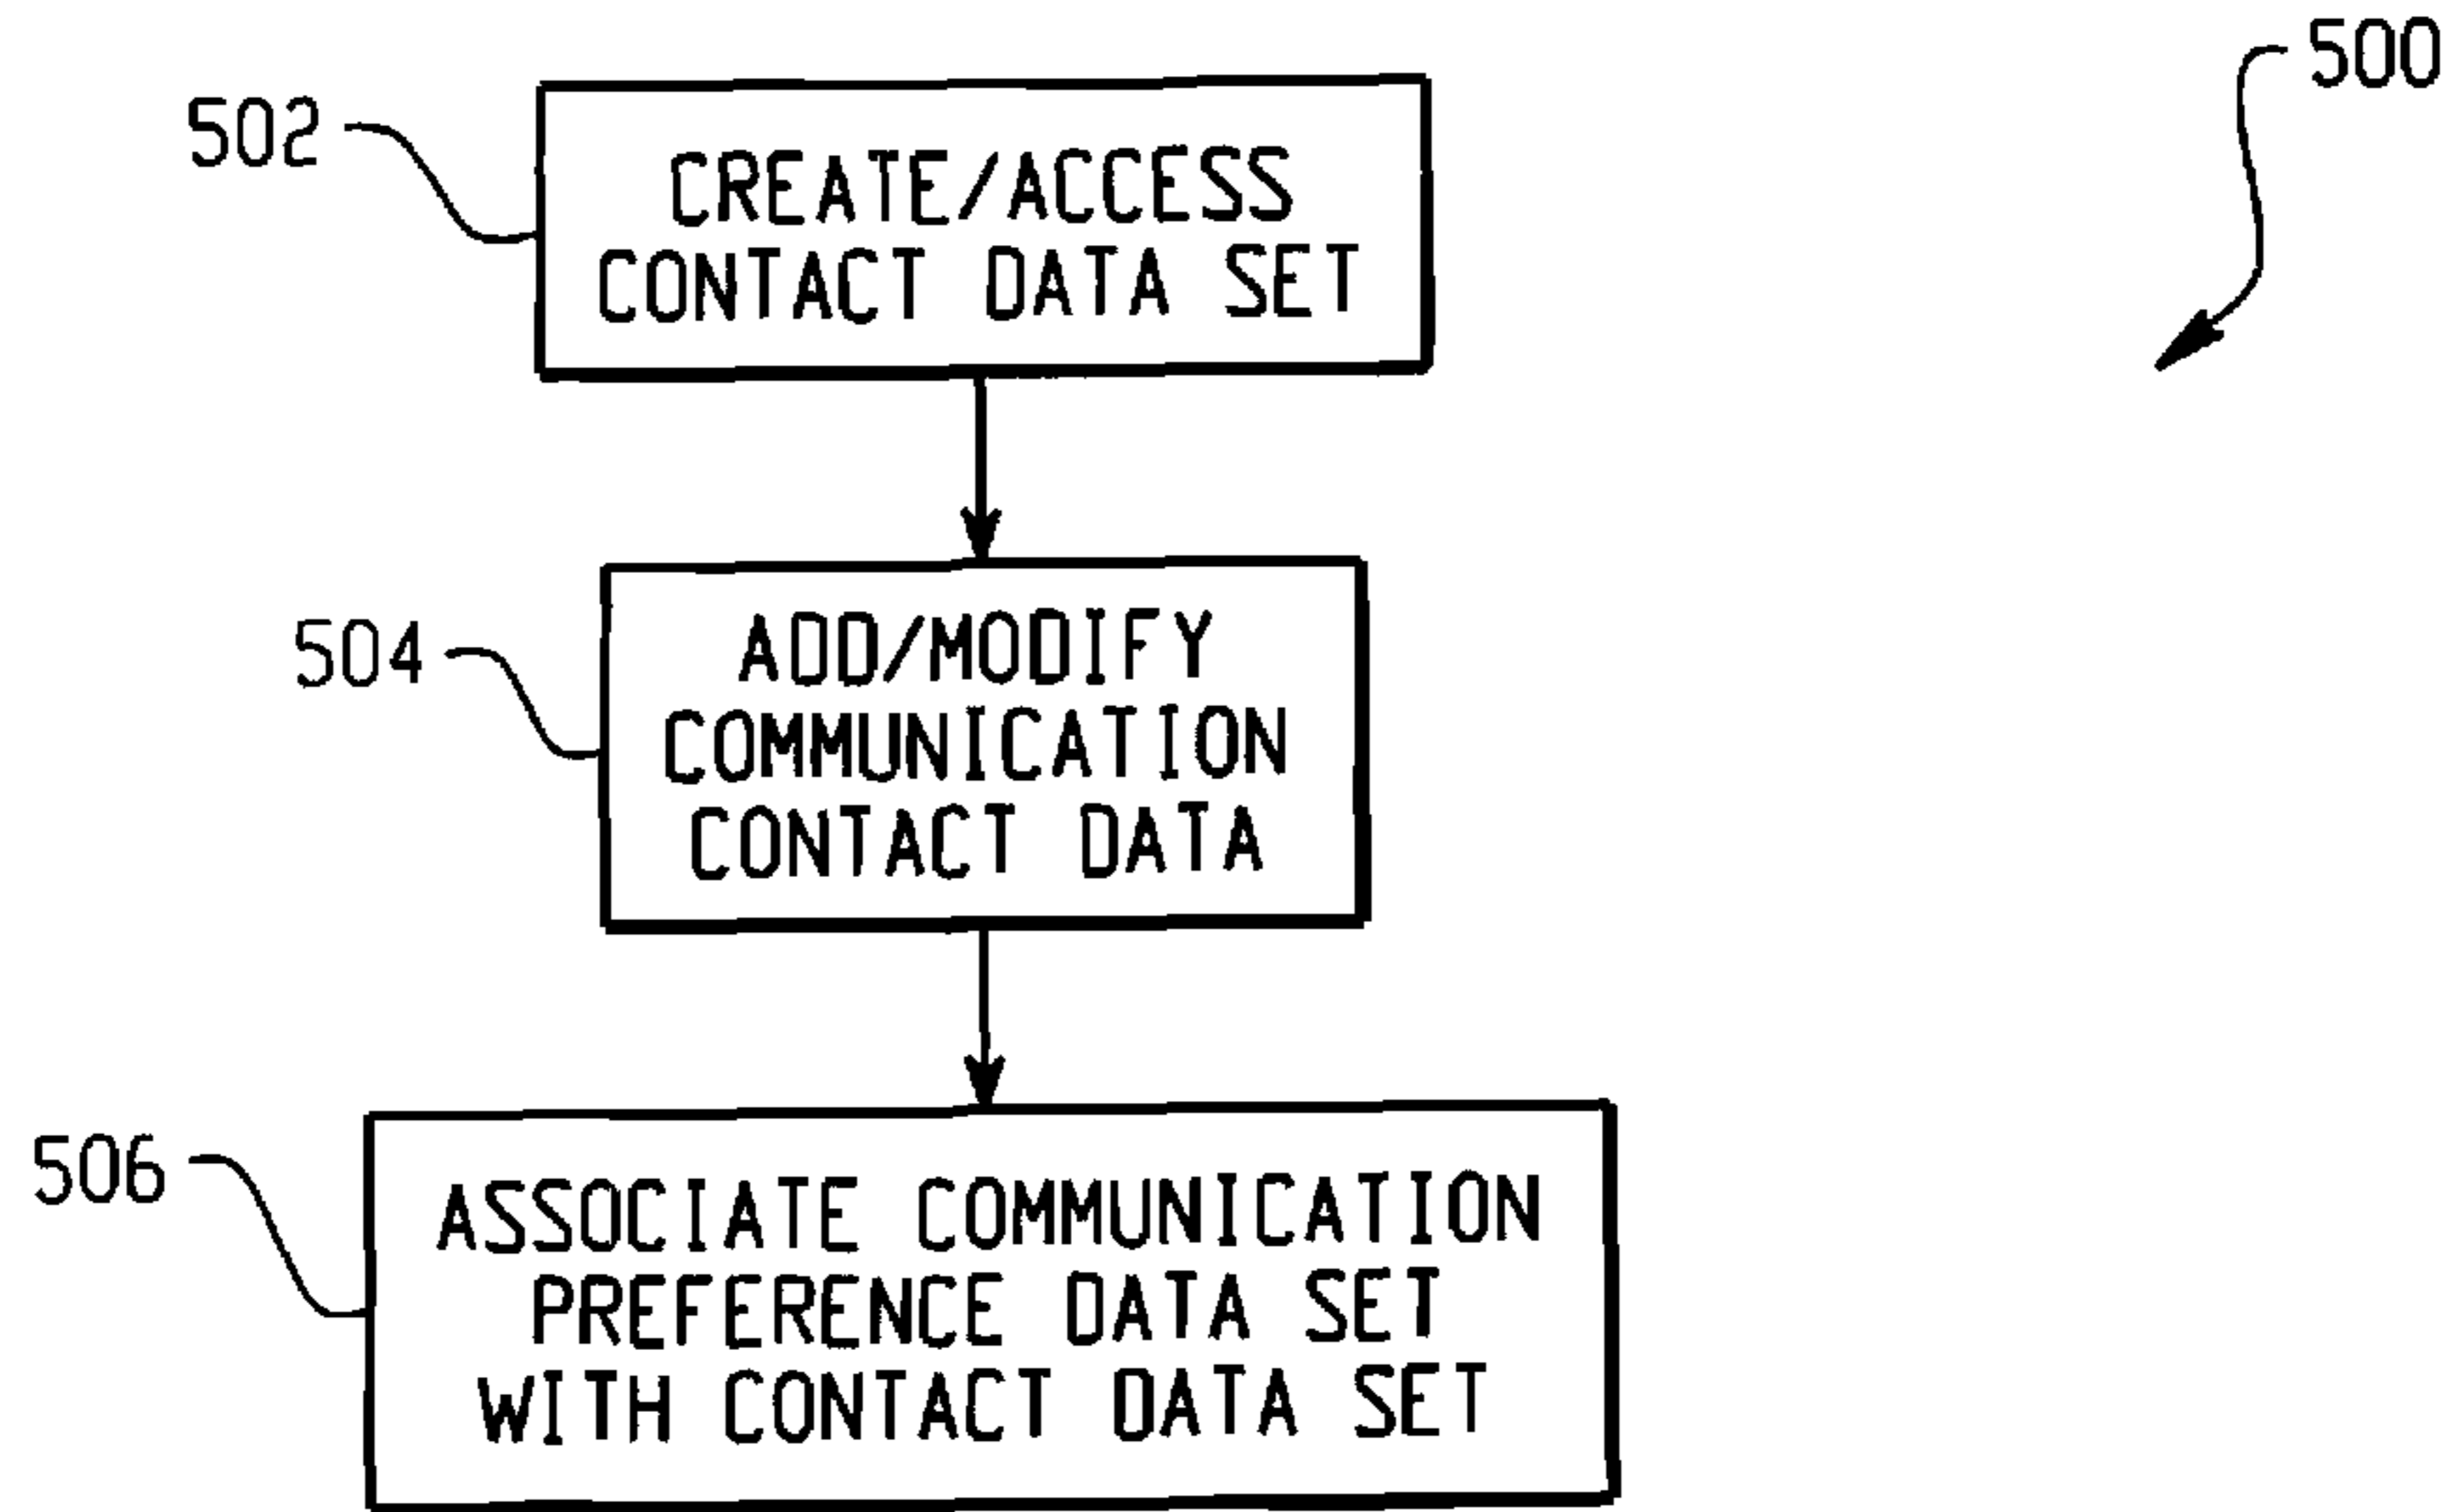 500
502
CREATE/ACCESS
CONTACT DATA SET
504
ADD/MODIFY
COMMUNICATION
CONTACT DATA
506
ASSOCIATE COMMUNICATION
PREFERENCE DATA SET
WITH CONTACT DATA SET